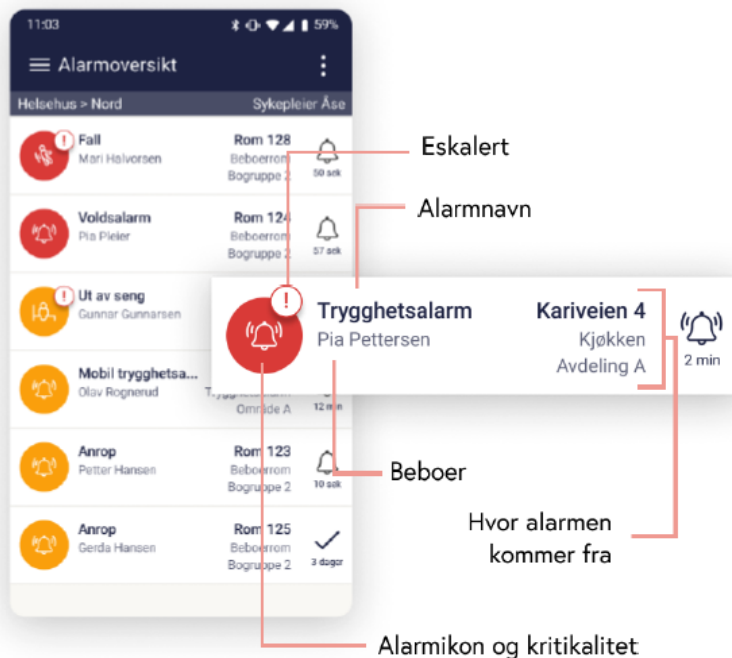 11:03
59%
Alarmoversikt
Helsehus > Nord
Sykepleier Åse
Fall
Mari Halvorsen
Rom 128
Beboerrom
Bogruppe 2
50 sek
Voldsalarm
Pia Pleier
Rom 124
Beboerrom
Bogruppe 2
57 sek
Ut av seng
Gunnar Gunnarsen
Mobil trygghetsa...
Olav Rognerud
Område A
12 min
Anrop
Petter Hansen
Rom 123
Beboerrom
Bogruppe 2
10 sek
Anrop
Gerda Hansen
Rom 125
Beboerrom
Bogruppe 2
3 dager
Eskalert
Alarmnavn
Trygghetsalarm
Pia Pettersen
Kariveien 4
Kjøkken
Avdeling A
2 min
Beboer
Hvor alarmen
kommer fra
Alarmikon og kritikalitet